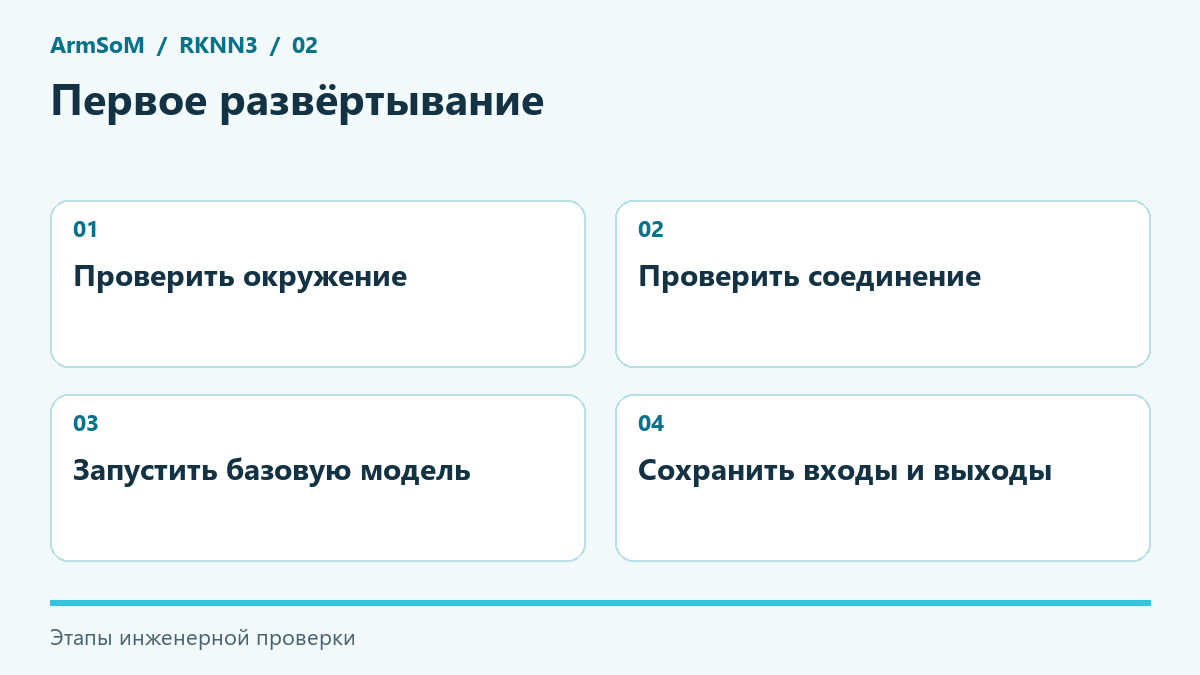 ArmSoM / RKNN3 / 02
Первое развёртывание
01
Проверить окружение
02
Проверить соединение
03
Запустить базовую модель
04
Сохранить входы и выходы
Этапы инженерной проверки